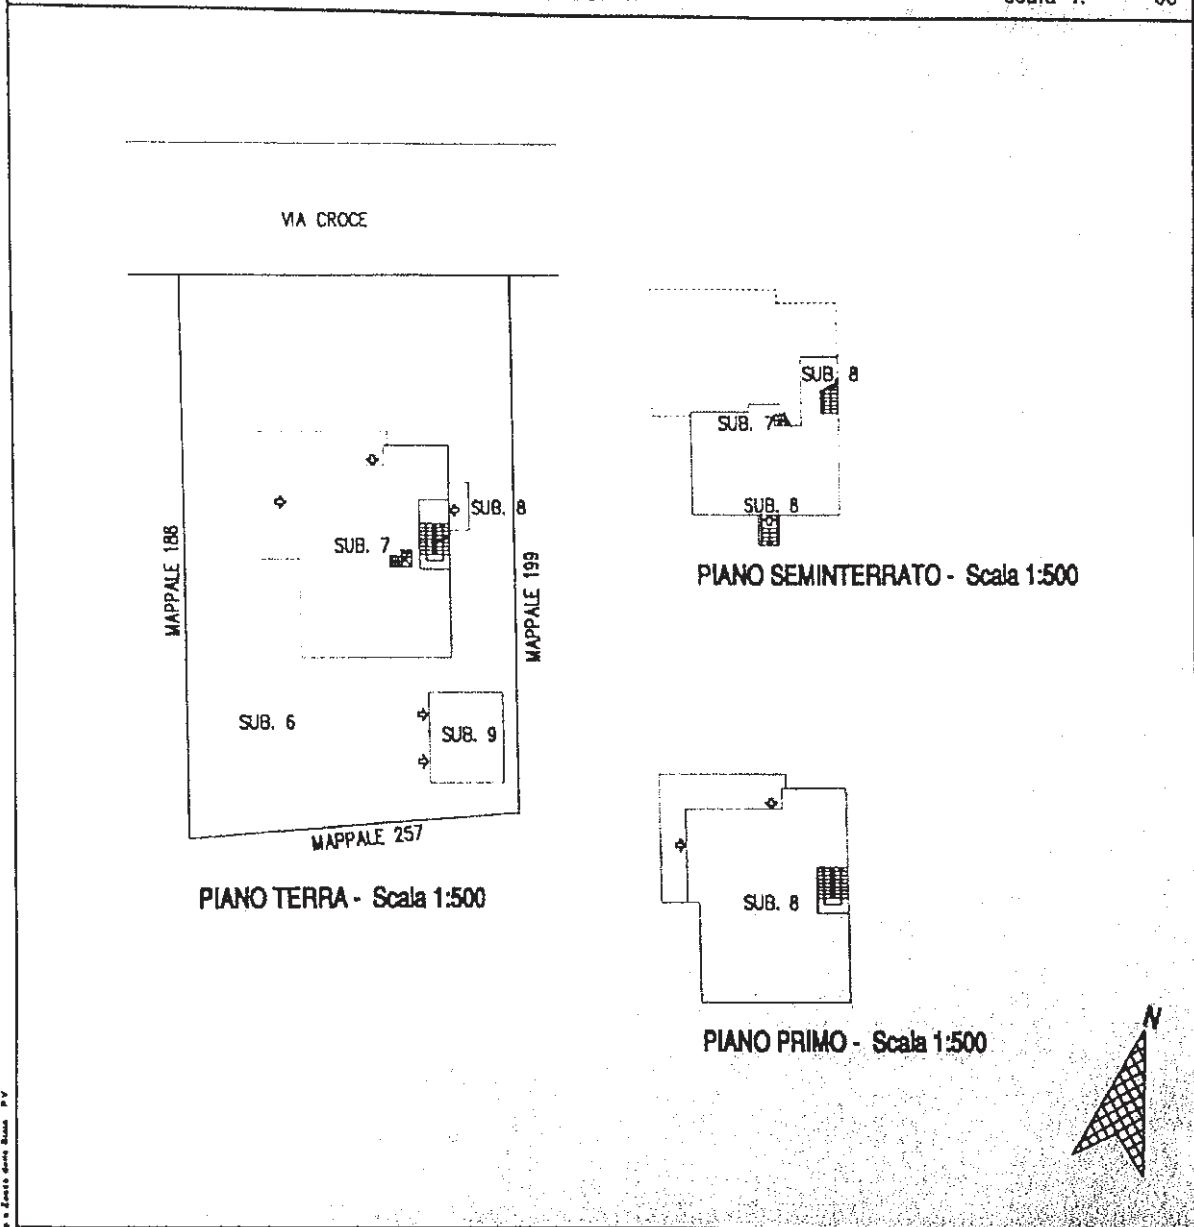 VIA CROCE
MAPPALE 188
SUB. 7
SUB. 8
MAPPALE 199
SUB. 6
SUB. 9
MAPPALE 257
PIANO TERRA - Scala 1:500
SUB. 8
SUB. 7
SUB. 8
PIANO SEMINTERRATO - Scala 1:500
SUB. 8
PIANO PRIMO - Scala 1:500
N